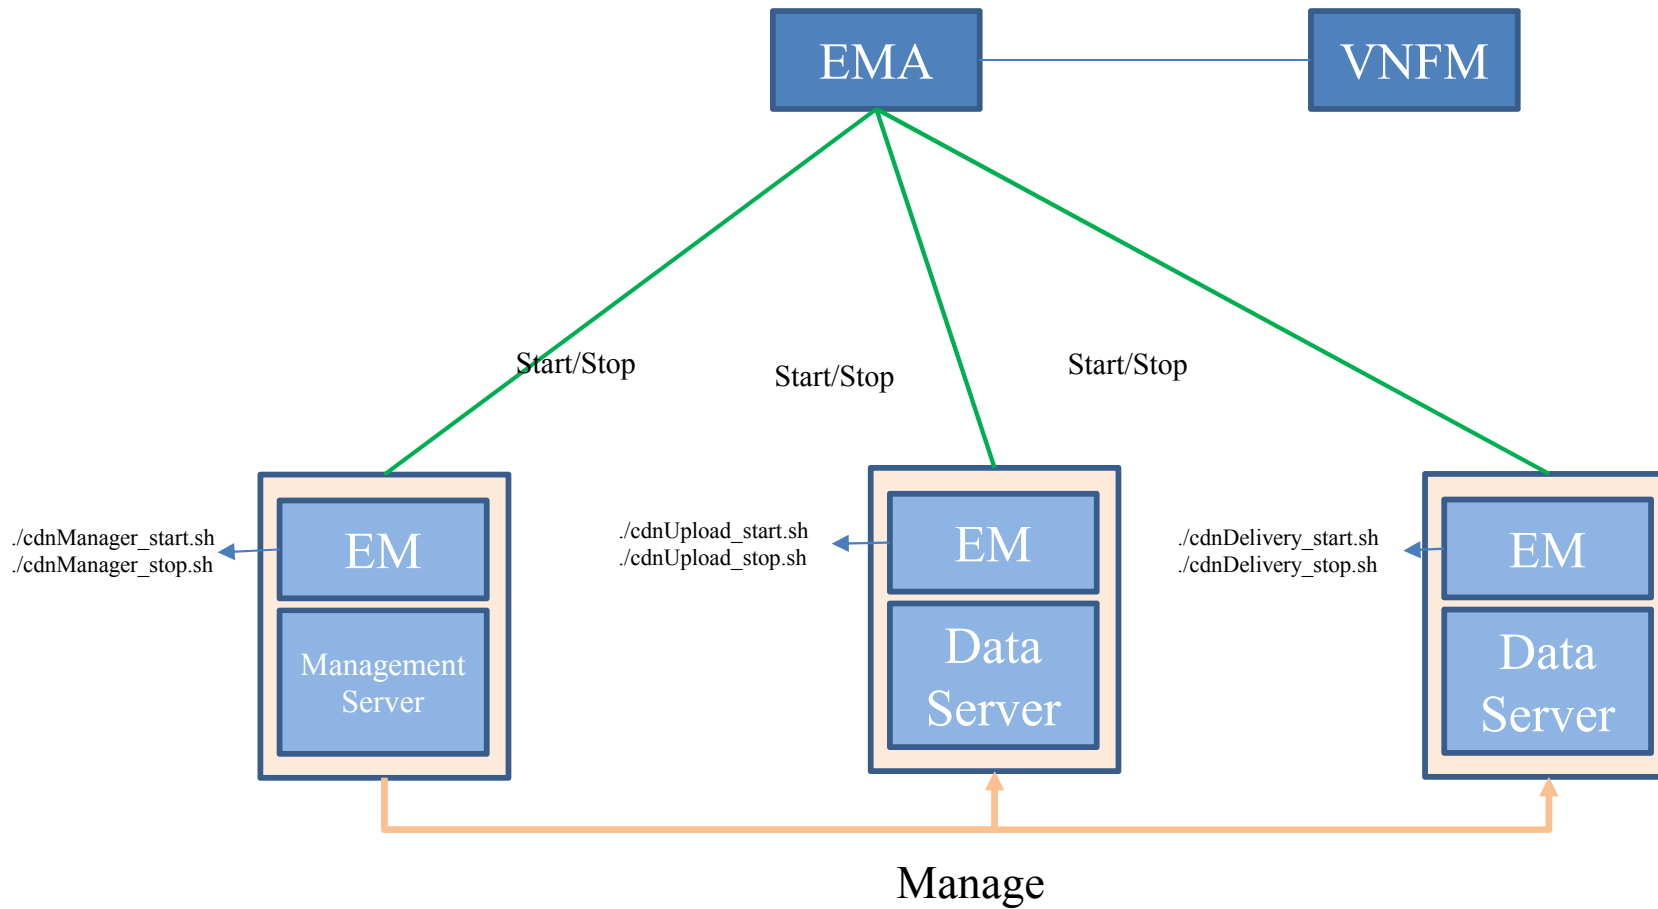 EMA
VNFM
Start/Stop
Start/Stop
Start/Stop
./cdnManager_start.sh
./cdnManager_stop.sh
EM
Management
Server
./cdnUpload_start.sh
./cdnUpload_stop.sh
EM
Data
Server
./cdnDelivery_start.sh
./cdnDelivery_stop.sh
EM
Data
Server
Manage